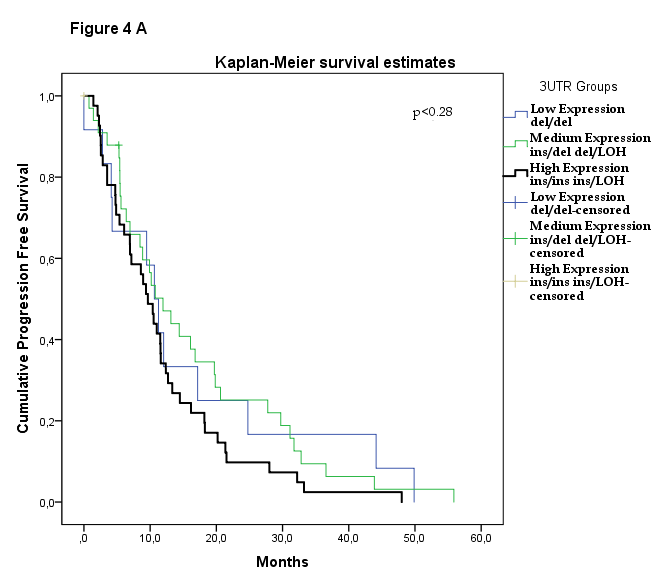 Figure 4 A
Kaplan-Meier survival estimates
p<0.28
3UTR Groups
Low Expression
del/del
Medium Expression
ins/del del/LOH
High Expression
ins/ins ins/LOH
Low Expression
del/del-censored
Medium Expression
ins/del del/LOH-
censored
High Expression
ins/ins ins/LOH-
censored
Cumulative Progression Free Survival
1,0
0,8
0,6
0,4
0,2
0,0
,0 10,0 20,0 30,0 40,0 50,0 60,0
Months